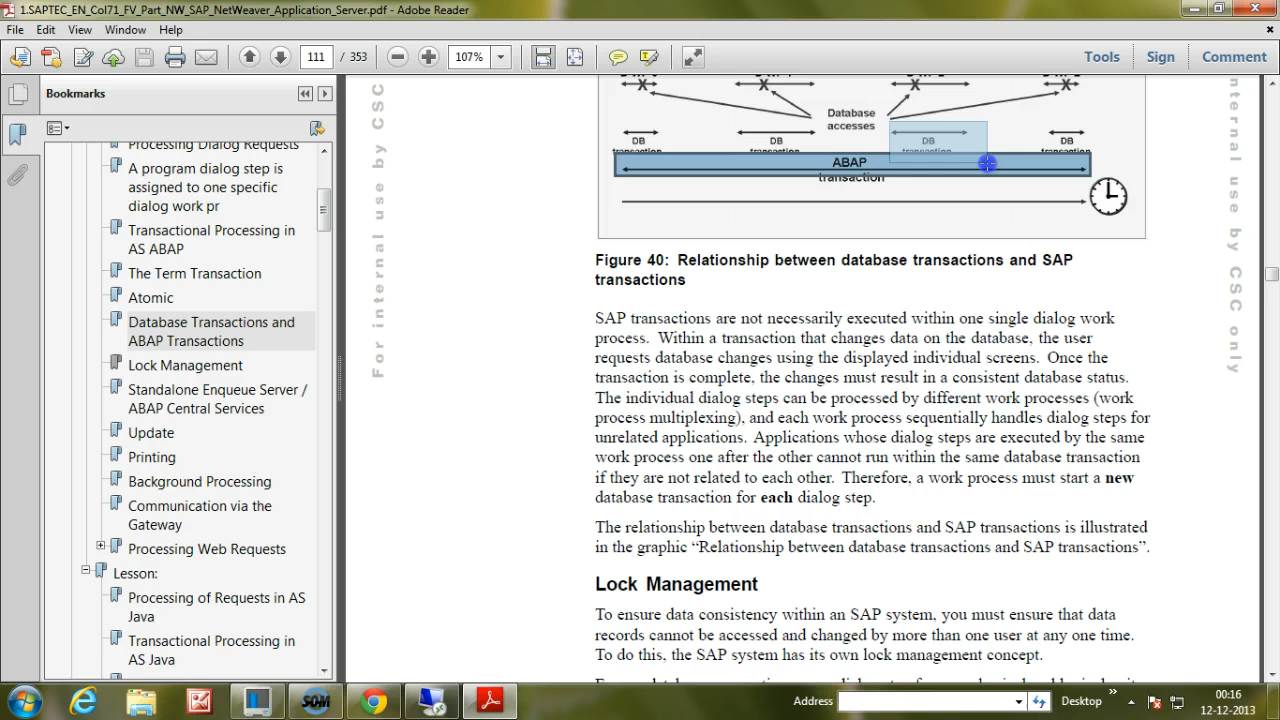 1.SAPTEC_EN_Col71_FV_Part_NW_SAP_NetWeaver_Application_Server.pdf - Adobe Reader
File Edit View Window Help
111 / 353 107% Tools Sign Comment
Bookmarks
Processing Dialog Requests
A program dialog step is
assigned to one specific
dialog work pr
Transactional Processing in
AS ABAP
The Term Transaction
Atomic
Database Transactions and
ABAP Transactions
Lock Management
Standalone Enqueue Server /
ABAP Central Services
Update
Printing
Background Processing
Communication via the
Gateway
Processing Web Requests
Lesson:
Processing of Requests in AS
Java
Transactional Processing in
AS Java
For internal use by CSC
Database
accesses
DB
transaction
DB
transaction
DB
transaction
DB
transaction
ABAP
transaction
Figure 40: Relationship between database transactions and SAP
transactions
SAP transactions are not necessarily executed within one single dialog work
process. Within a transaction that changes data on the database, the user
requests database changes using the displayed individual screens. Once the
transaction is complete, the changes must result in a consistent database status.
The individual dialog steps can be processed by different work processes (work
process multiplexing), and each work process sequentially handles dialog steps for
unrelated applications. Applications whose dialog steps are executed by the same
work process one after the other cannot run within the same database transaction
if they are not related to each other. Therefore, a work process must start a new
database transaction for each dialog step.
The relationship between database transactions and SAP transactions is illustrated
in the graphic “Relationship between database transactions and SAP transactions”.
Lock Management
To ensure data consistency within an SAP system, you must ensure that data
records cannot be accessed and changed by more than one user at any one time.
To do this, the SAP system has its own lock management concept.
nternal use by CSC only
SOM
Address
Desktop
00:16
12-12-2013